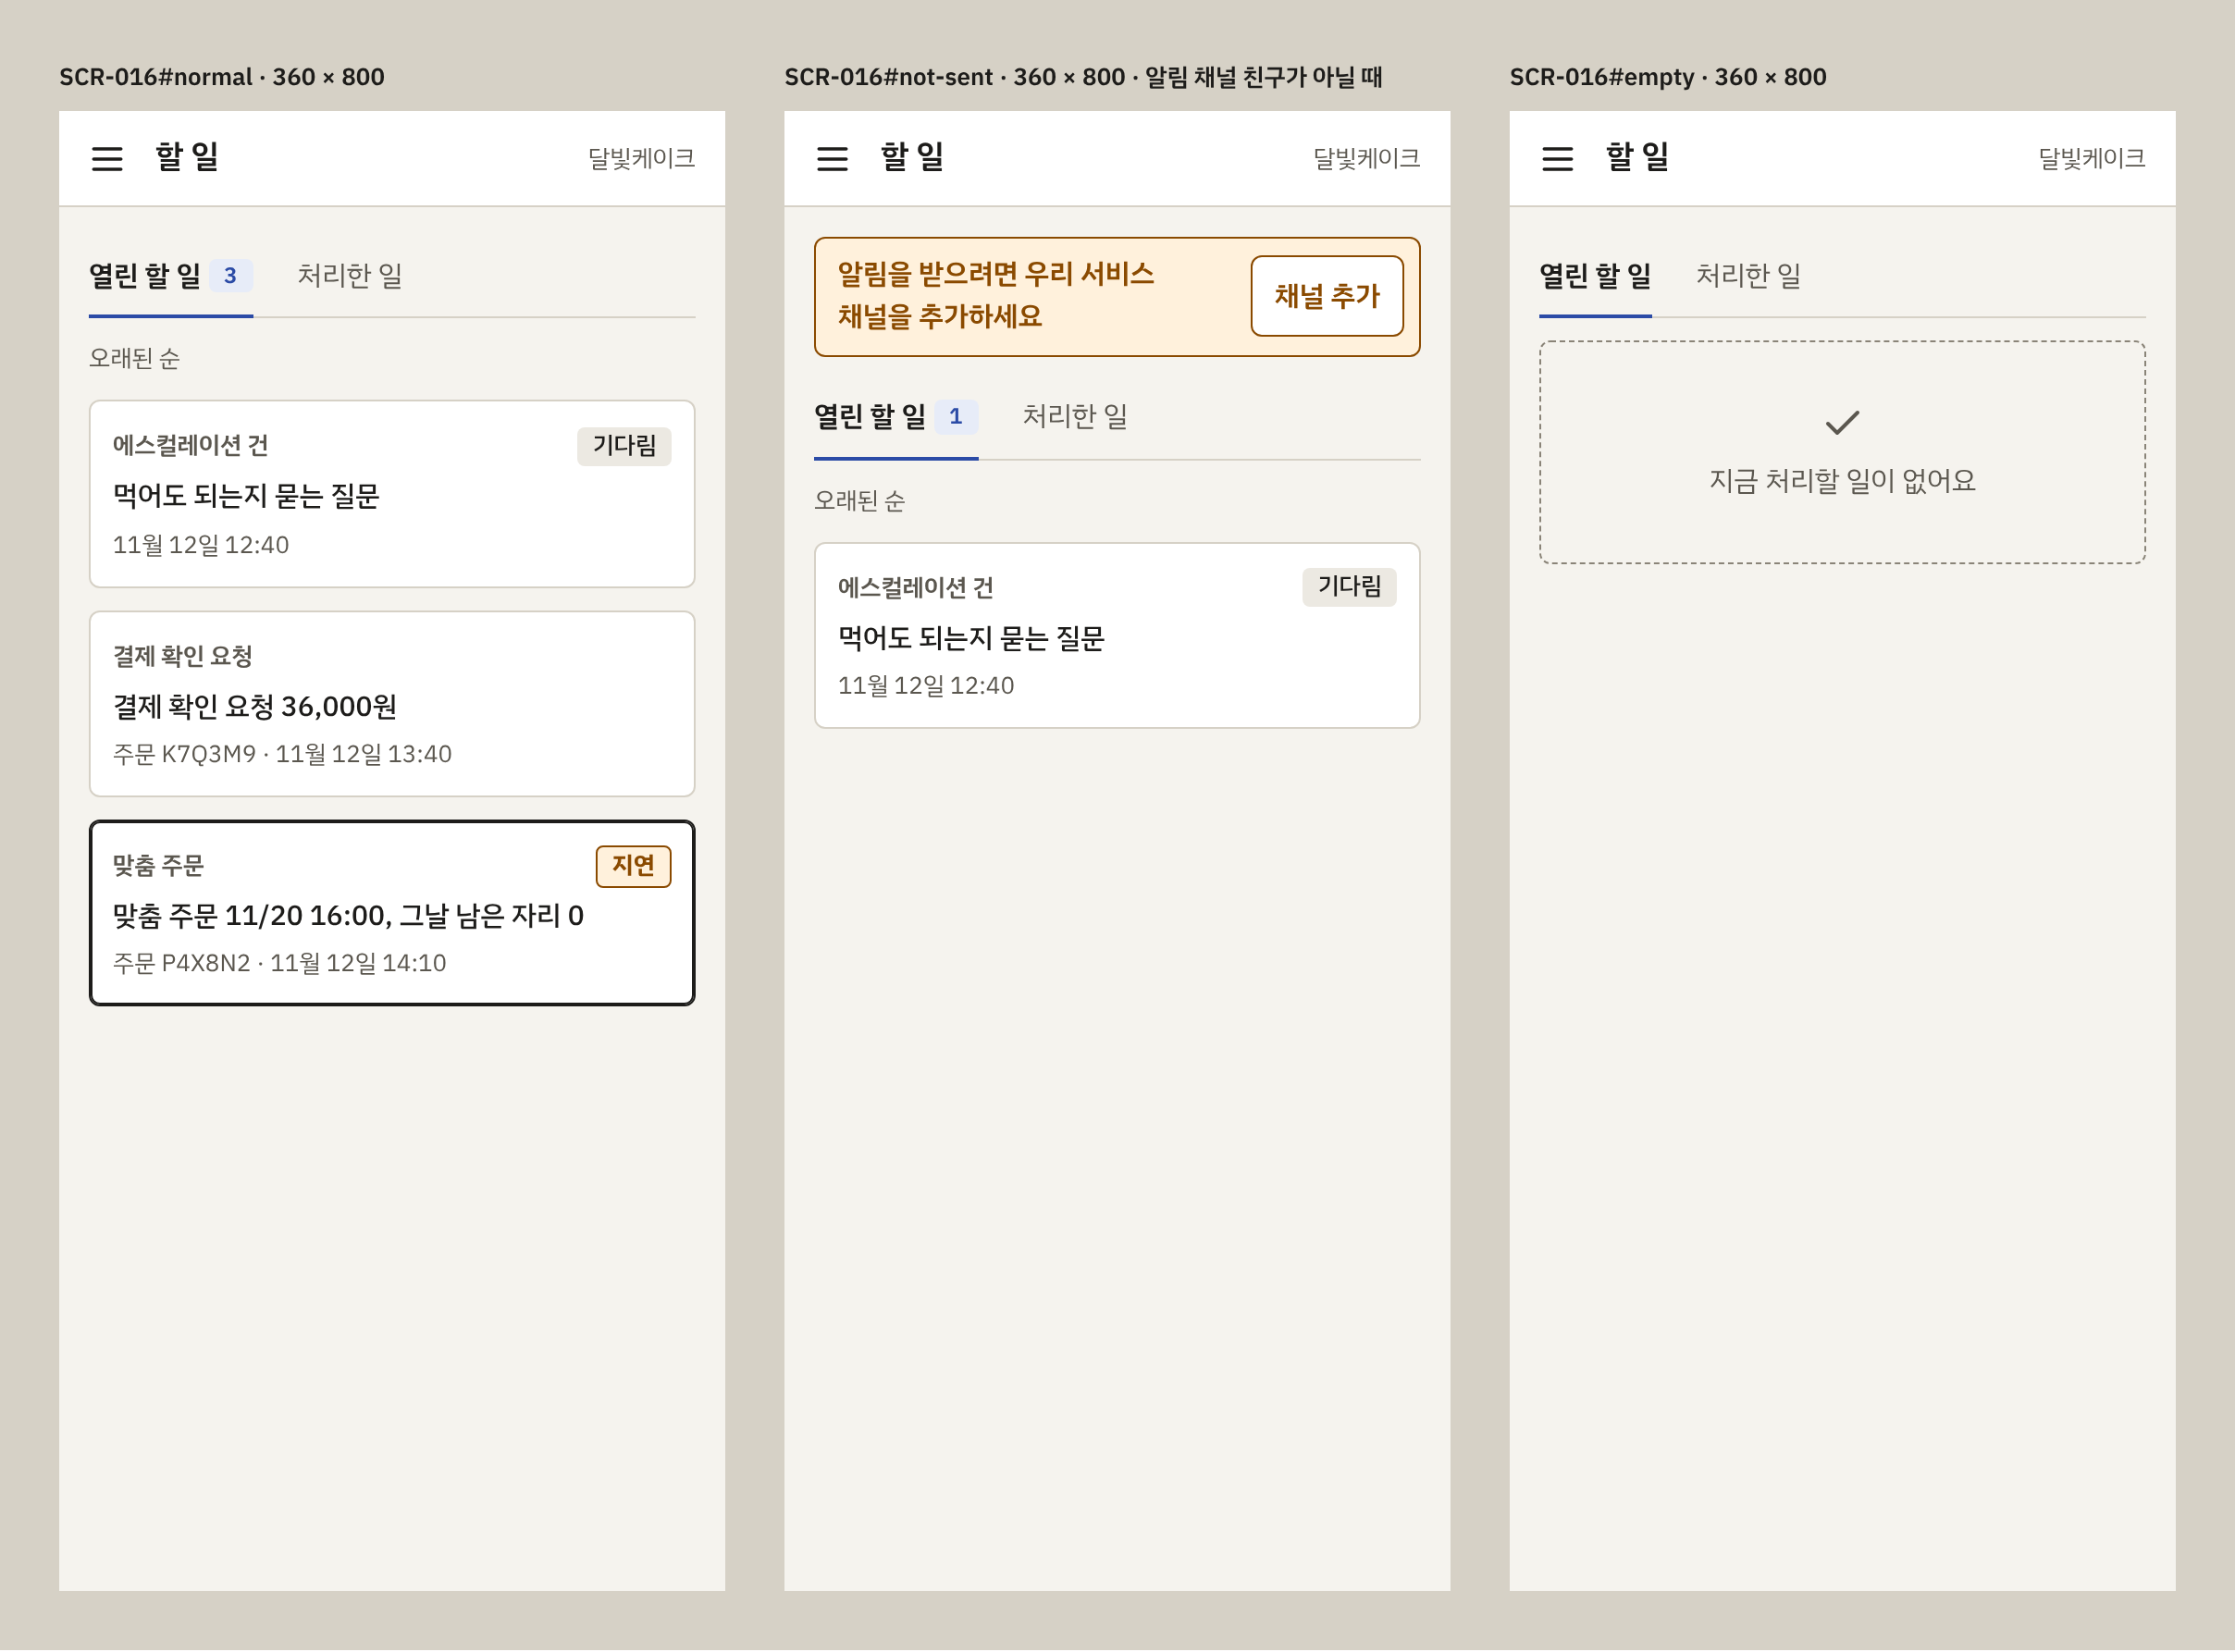 SCR-016#normal · 360 × 800
할 일
달빛케이크
열린 할 일 3
처리한 일
오래된 순
에스컬레이션 건
기다림
먹어도 되는지 묻는 질문
11월 12일 12:40
결제 확인 요청
결제 확인 요청 36,000원
주문 K7Q3M9 · 11월 12일 13:40
맞춤 주문
지연
맞춤 주문 11/20 16:00, 그날 남은 자리 0
주문 P4X8N2 · 11월 12일 14:10
SCR-016#not-sent · 360 × 800 · 알림 채널 친구가 아닐 때
할 일
달빛케이크
알림을 받으려면 우리 서비스
채널을 추가하세요
채널 추가
열린 할 일 1
처리한 일
오래된 순
에스컬레이션 건
기다림
먹어도 되는지 묻는 질문
11월 12일 12:40
SCR-016#empty · 360 × 800
할 일
달빛케이크
열린 할 일
처리한 일
지금 처리할 일이 없어요